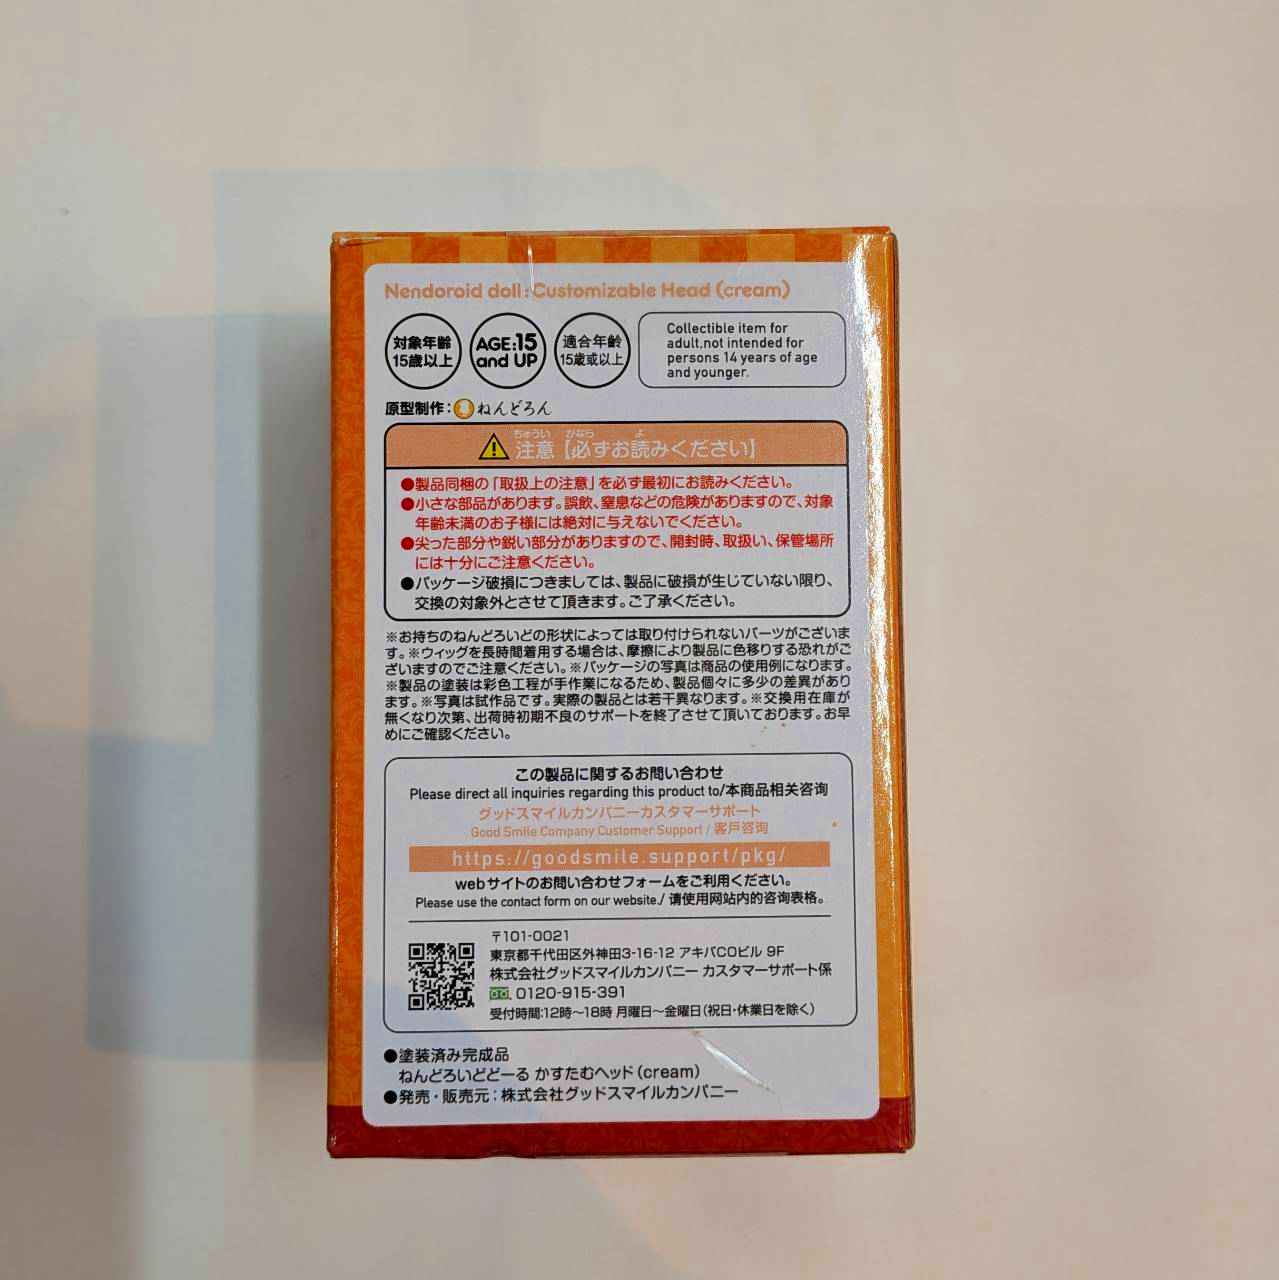 Nendoroid doll:Customizable Head (cream)
対象年齢
15歳以上
AGE:15
and UP
適合年齢
15歲或以上
Collectible item for
adult,not intended for
persons 14 years of age
and younger.
原型制作:ねんどろん
ちゅうい かなら よ
注意【必ずお読みください】
●製品同梱の「取扱上の注意」を必ず最初にお読みください。
●小さな部品があります。誤飲、窒息などの危険がありますので、対象
年齢未満のお子様には絶対に与えないでください。
●尖った部分や鋭い部分がありますので、開封時、取扱い、保管場所
には十分にご注意ください。
●パッケージ破損につきましては、製品に破損が生じていない限り、
交換の対象外とさせて頂きます。ご了承ください。
※お持ちのねんどろいどの形状によっては取り付けられないパーツがございま
す。※ウィッグを長時間着用する場合は、摩擦により製品に色移りする恐れがご
ざいますのでご注意ください。※パッケージの写真は商品の使用例になります。
※製品の塗装は彩色工程が手作業になるため、製品個々に多少の差異があり
ます。※写真は試作品です。実際の製品とは若干異なります。※交換用在庫が
無くなり次第、出荷時初期不良のサポートを終了させて頂いております。お早
めにご確認ください。
この製品に関するお問い合わせ
Please direct all inquiries regarding this product to/本商品相关咨询
グッドスマイルカンパニーカスタマーサポート
Good Smile Company Customer Support / 客戶咨询
https://goodsmile.support/pkg/
webサイトのお問い合わせフォームをご利用ください。
Please use the contact form on our website./ 请使用网站内的咨询表格。
〒101-0021
東京都千代田区外神田3-16-12 アキバCOビル 9F
株式会社グッドスマイルカンパニー カスタマーサポート係
0120-915-391
受付時間:12時～18時 月曜日～金曜日(祝日・休業日を除く)
●塗装済み完成品
ねんどろいどどーる かすたむヘッド(cream)
●発売・販売元:株式会社グッドスマイルカンパニー